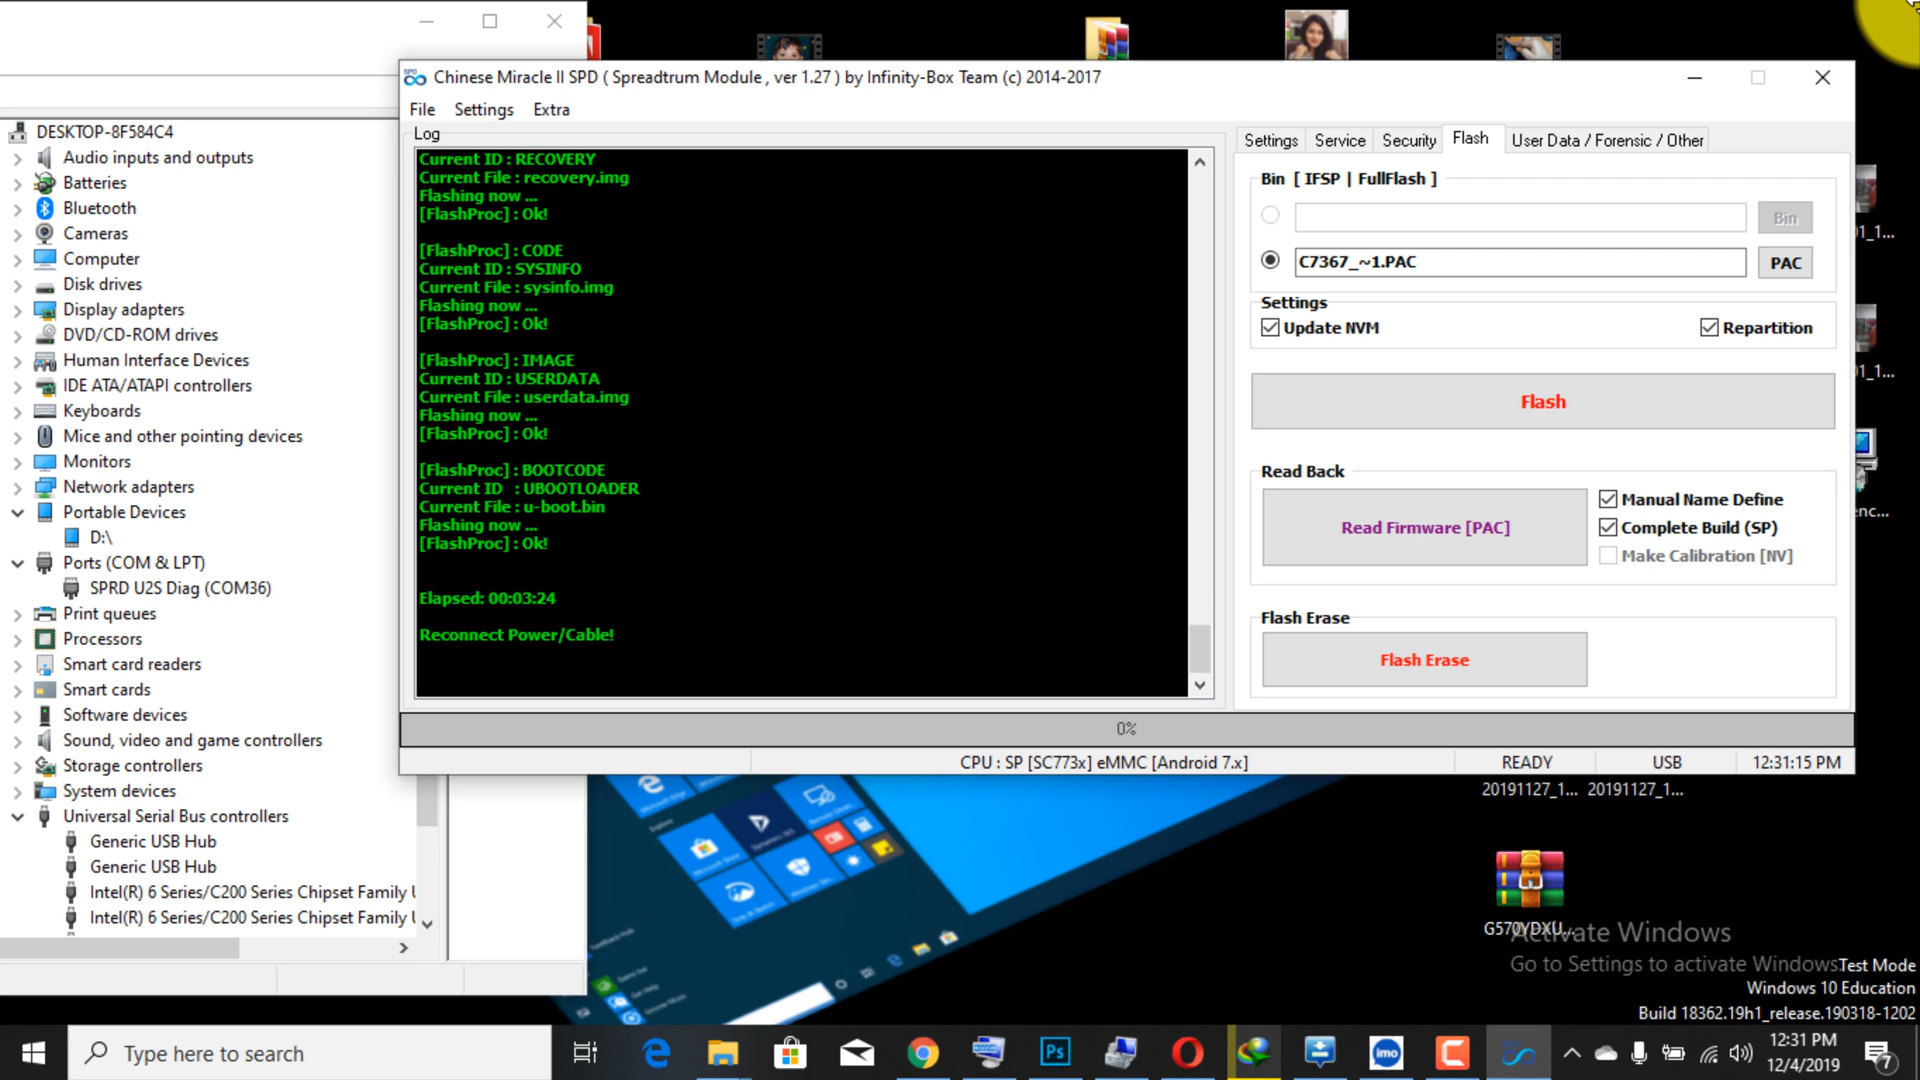 Chinese Miracle II SPD ( Spreadtrum Module , ver 1.27 ) by Infinity-Box Team (c) 2014-2017
File Settings Extra
Log
Current ID : RECOVERY
Current File : recovery.img
Flashing now ...
[FlashProc] : Ok!
[FlashProc] : CODE
Current ID : SYSINFO
Current File : sysinfo.img
Flashing now ...
[FlashProc] : Ok!
[FlashProc] : IMAGE
Current ID : USERDATA
Current File : userdata.img
Flashing now ...
[FlashProc] : Ok!
[FlashProc] : BOOTCODE
Current ID : UBOOTLOADER
Current File : u-boot.bin
Flashing now ...
[FlashProc] : Ok!
Elapsed: 00:03:24
Reconnect Power/Cable!
Settings Service Security Flash User Data / Forensic / Other
Bin [ IFSP | FullFlash ]
Bin
C7367_~1.PAC
PAC
Settings
Update NVM
Repartition
Flash
Read Back
Read Firmware [PAC]
Manual Name Define
Complete Build (SP)
Make Calibration [NV]
Flash Erase
Flash Erase
0%
CPU : SP [SC773x] eMMC [Android 7.x] READY USB 12:31:15 PM
DESKTOP-8F584C4
Audio inputs and outputs
Batteries
Bluetooth
Cameras
Computer
Disk drives
Display adapters
DVD/CD-ROM drives
Human Interface Devices
IDE ATA/ATAPI controllers
Keyboards
Mice and other pointing devices
Monitors
Network adapters
Portable Devices
D:\
Ports (COM & LPT)
SPRD U2S Diag (COM36)
Print queues
Processors
Smart card readers
Smart cards
Software devices
Sound, video and game controllers
Storage controllers
System devices
Universal Serial Bus controllers
Generic USB Hub
Generic USB Hub
Intel(R) 6 Series/C200 Series Chipset Family U
Intel(R) 6 Series/C200 Series Chipset Family U
01_1...
01_1...
enc...
20191127_1... 20191127_1...
G570YDXU...
Activate Windows
Go to Settings to activate Windows.
Test Mode
Windows 10 Education
Build 18362.19h1_release.190318-1202
Type here to search
Ps
imo
12:31 PM
12/4/2019
7